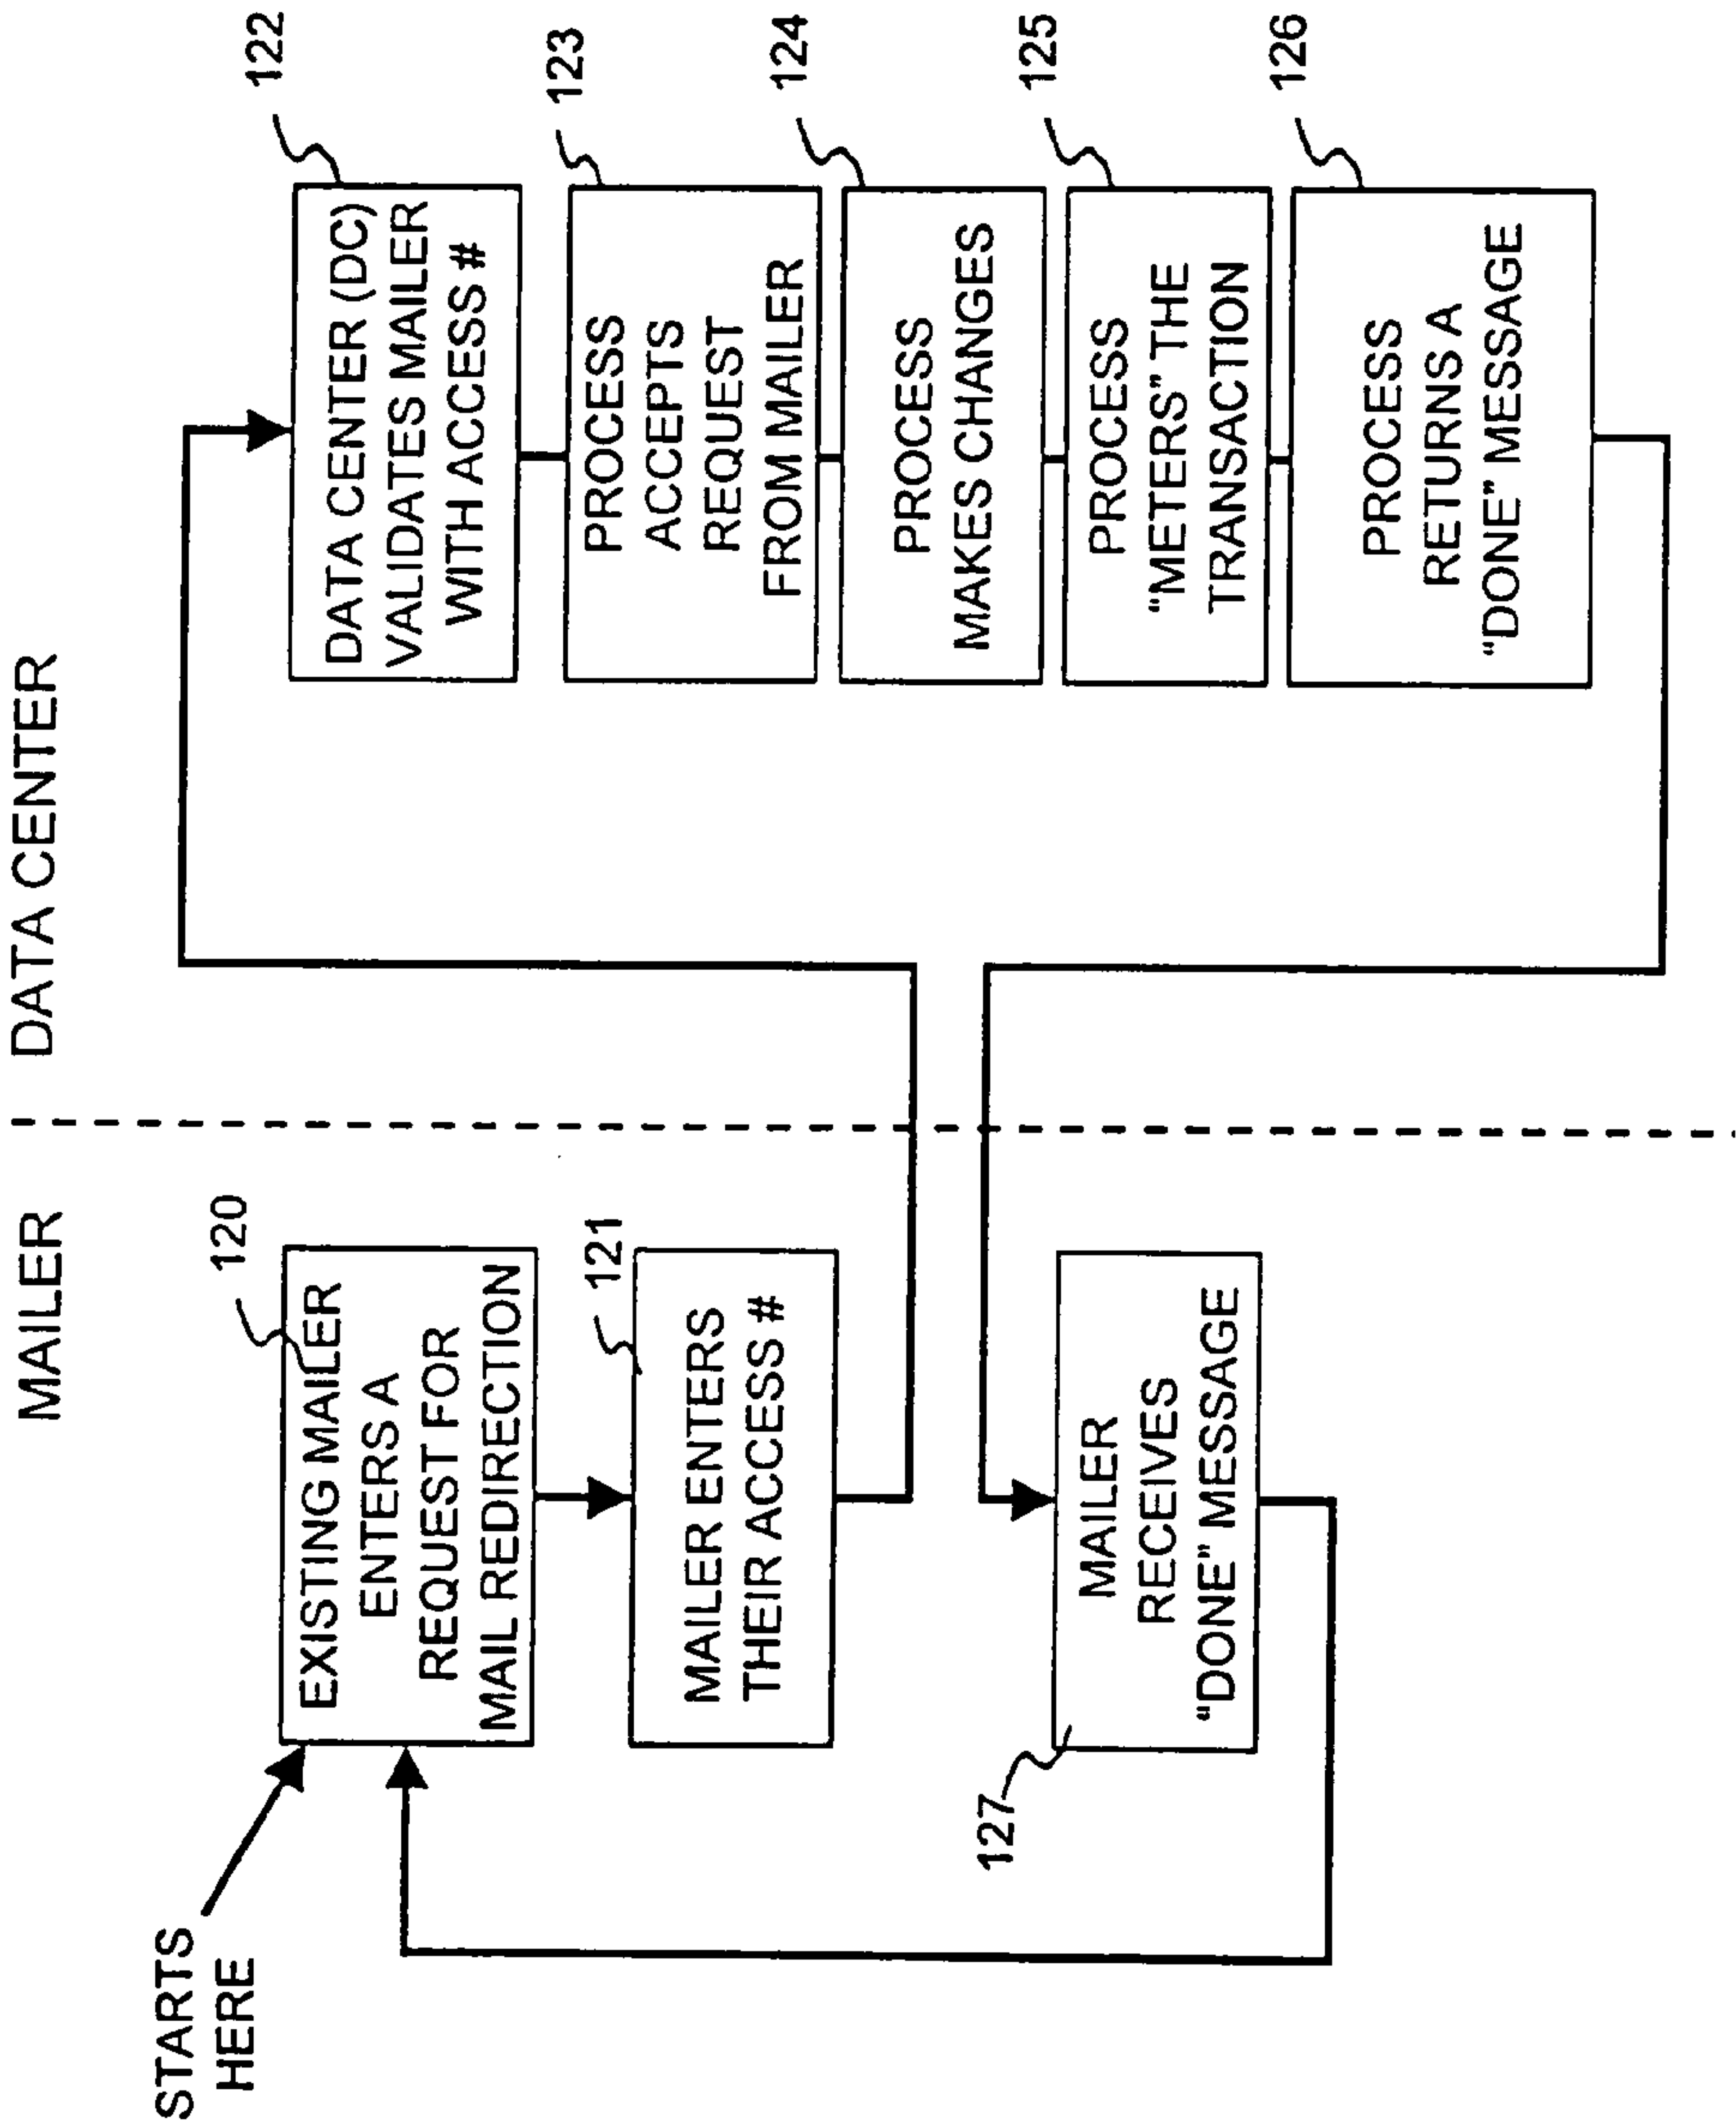 MAILER
DATA CENTER
STARTS
HERE
120
EXISTING MAILER
ENTERS A
REQUEST FOR
MAIL REDIRECTION
121
MAILER ENTERS
THEIR ACCESS #
127
MAILER
RECEIVES
"DONE" MESSAGE
122
DATA CENTER (DC)
VALIDATES MAILER
WITH ACCESS #
123
PROCESS
ACCEPTS
REQUEST
FROM MAILER
124
PROCESS
MAKES CHANGES
125
PROCESS
"METERS" THE
TRANSACTION
126
PROCESS
RETURNS A
"DONE" MESSAGE